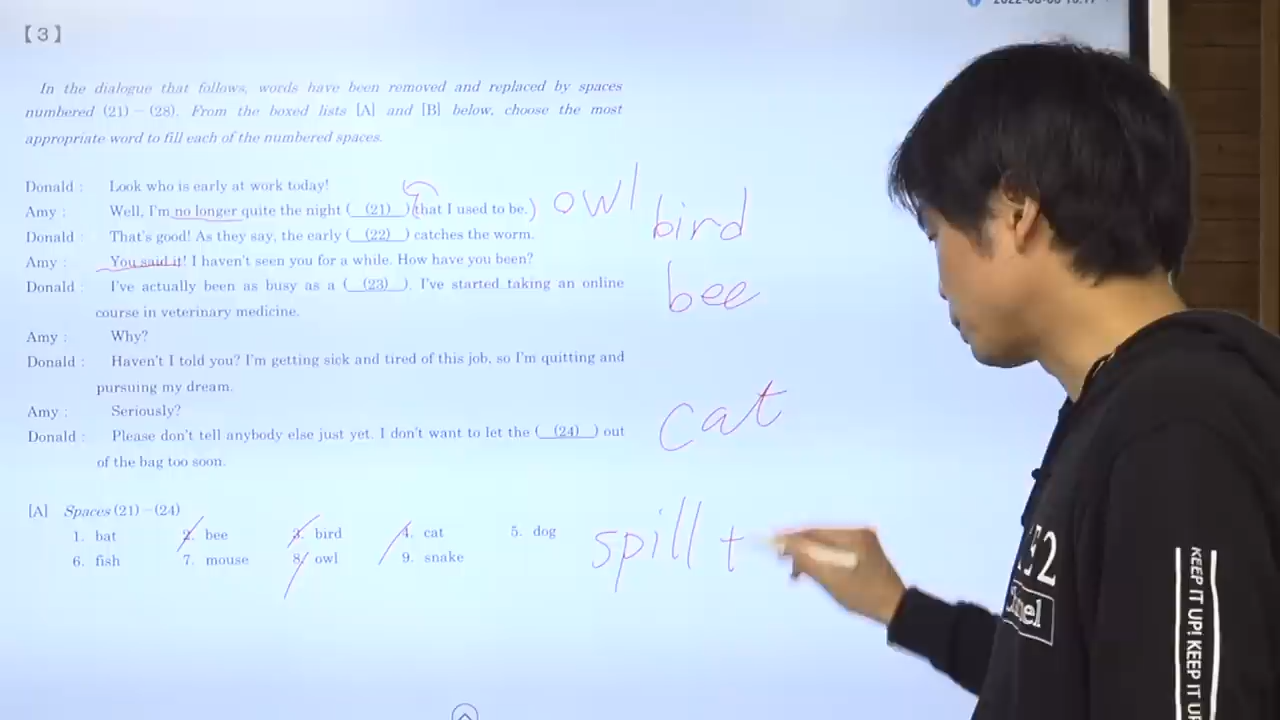 【3】
In the dialogue that follows, words have been removed and replaced by spaces
numbered (21)－(28). From the boxed lists [A] and [B] below, choose the most
appropriate word to fill each of the numbered spaces.
Donald : Look who is early at work today!
Amy : Well, I'm no longer quite the night ( (21) ) (that I used to be.) owl
Donald : That's good! As they say, the early ( (22) ) catches the worm. bird
Amy : You said it! I haven't seen you for a while. How have you been?
Donald : I've actually been as busy as a ( (23) ). I've started taking an online bee
course in veterinary medicine.
Amy : Why?
Donald : Haven't I told you? I'm getting sick and tired of this job, so I'm quitting and
pursuing my dream.
Amy : Seriously? cat
Donald : Please don't tell anybody else just yet. I don't want to let the ( (24) ) out
of the bag too soon.
[A] Spaces (21)－(24)
1. bat 2. bee 3. bird 4. cat 5. dog
6. fish 7. mouse 8. owl 9. snake
spill t
KEEP IT UP! KEEP IT UP